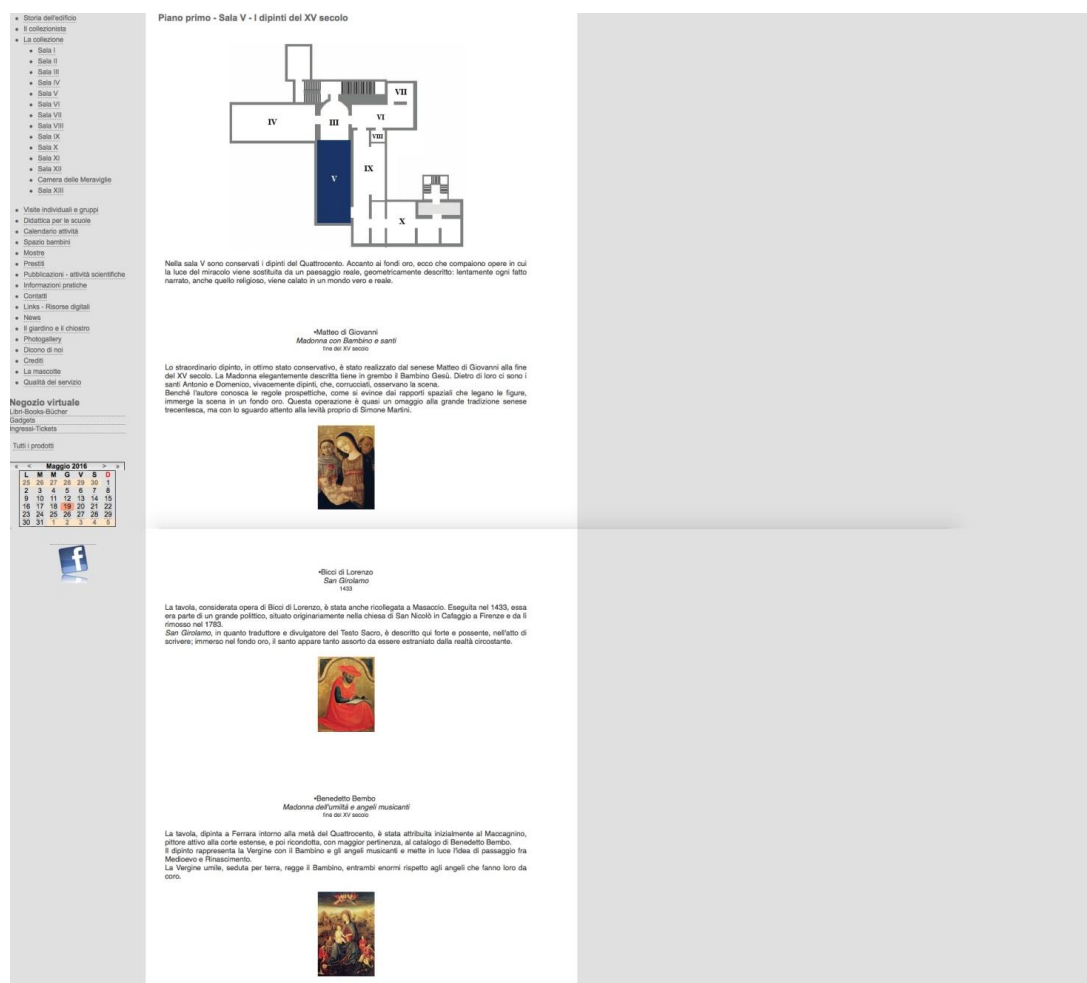 Storia dell'edificio
Il collezionista
La collezione
Sala I
Sala II
Sala III
Sala IV
Sala V
Sala VI
Sala VII
Sala VIII
Sala IX
Sala X
Sala XI
Sala XII
Camera delle Meraviglie
Sala XIII
Visite individuali e gruppi
Didattica per le scuole
Calendario attività
Spazio bambini
Mostre
Prestiti
Pubblicazioni - attività scientifiche
Informazioni pratiche
Contatti
Links - Risorse digitali
News
Il giardino e il chiostro
Photogallery
Dicono di noi
Crediti
La mascotte
Qualità del servizio
Negozio virtuale
Libri-Books-Bücher
Gadgets
Ingressi-Tickets
Tutti i prodotti
« < Maggio 2016 > »
L M M G V S D
25 26 27 28 29 30 1
2 3 4 5 6 7 8
9 10 11 12 13 14 15
16 17 18 19 20 21 22
23 24 25 26 27 28 29
30 31 1 2 3 4 5
f
Piano primo - Sala V - I dipinti del XV secolo
VII
IV
III
VI
VIII
V
IX
X
Nella sala V sono conservati i dipinti del Quattrocento. Accanto ai fondi oro, ecco che compaiono opere in cui
la luce del miracolo viene sostituita da un paesaggio reale, geometricamente descritto: lentamente ogni fatto
narrato, anche quello religioso, viene calato in un mondo vero e reale.
•Matteo di Giovanni
Madonna con Bambino e santi
fine del XV secolo
Lo straordinario dipinto, in ottimo stato conservativo, è stato realizzato dal senese Matteo di Giovanni alla fine
del XV secolo. La Madonna elegantemente descritta tiene in grembo il Bambino Gesù. Dietro di loro ci sono i
santi Antonio e Domenico, vivacemente dipinti, che, corrucciati, osservano la scena.
Benché l'autore conosca le regole prospettiche, come si evince dai rapporti spaziali che legano le figure,
immerge la scena in un fondo oro. Questa operazione è quasi un omaggio alla grande tradizione senese
trecentesca, ma con lo sguardo attento alla levità proprio di Simone Martini.
•Bicci di Lorenzo
San Girolamo
1433
La tavola, considerata opera di Bicci di Lorenzo, è stata anche ricollegata a Masaccio. Eseguita nel 1433, essa
era parte di un grande polittico, situato originariamente nella chiesa di San Nicolò in Cafaggio a Firenze e da lì
rimosso nel 1783.
San Girolamo, in quanto traduttore e divulgatore del Testo Sacro, è descritto qui forte e possente, nell'atto di
scrivere; immerso nel fondo oro, il santo appare tanto assorto da essere estraniato dalla realtà circostante.
•Benedetto Bembo
Madonna dell'umiltà e angeli musicanti
fine del XV secolo
La tavola, dipinta a Ferrara intorno alla metà del Quattrocento, è stata attribuita inizialmente al Maccagnino,
pittore attivo alla corte estense, e poi ricondotta, con maggior pertinenza, al catalogo di Benedetto Bembo.
Il dipinto rappresenta la Vergine con il Bambino e gli angeli musicanti e mette in luce l'idea di passaggio fra
Medioevo e Rinascimento.
La Vergine umile, seduta per terra, regge il Bambino, entrambi enormi rispetto agli angeli che fanno loro da
coro.